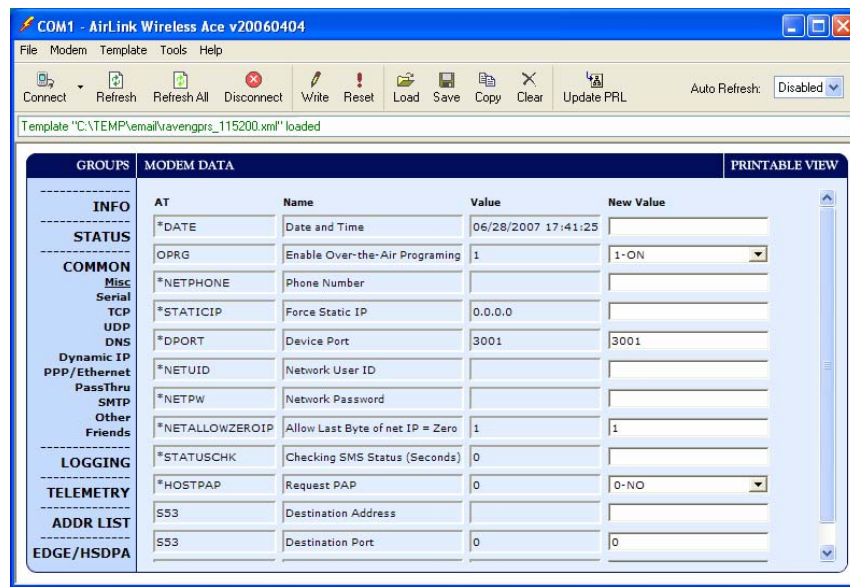 COM1 - AirLink Wireless Ace v20060404
File Modem Template Tools Help
Connect Refresh Refresh All Disconnect Write Reset Load Save Copy Clear Update PRL Auto Refresh: Disabled
Template "C:\TEMP\email\ravengprs_115200.xml" loaded
GROUPS MODEM DATA PRINTABLE VIEW
INFO
STATUS
COMMON
Misc
Serial
TCP
UDP
DNS
Dynamic IP
PPP/Ethernet
PassThru
SMTP
Other
Friends
LOGGING
TELEMETRY
ADDR LIST
EDGE/HSDPA
AT Name Value New Value
*DATE Date and Time 06/28/2007 17:41:25
OPRG Enable Over-the-Air Programing 1 1-ON
*NETPHONE Phone Number
*STATICIP Force Static IP 0.0.0.0
*DPORT Device Port 3001 3001
*NETUID Network User ID
*NETPW Network Password
*NETALLOWZEROIP Allow Last Byte of net IP = Zero 1 1
*STATUSCHK Checking SMS Status (Seconds) 0
*HOSTPAP Request PAP 0 0-NO
S53 Destination Address
S53 Destination Port 0 0